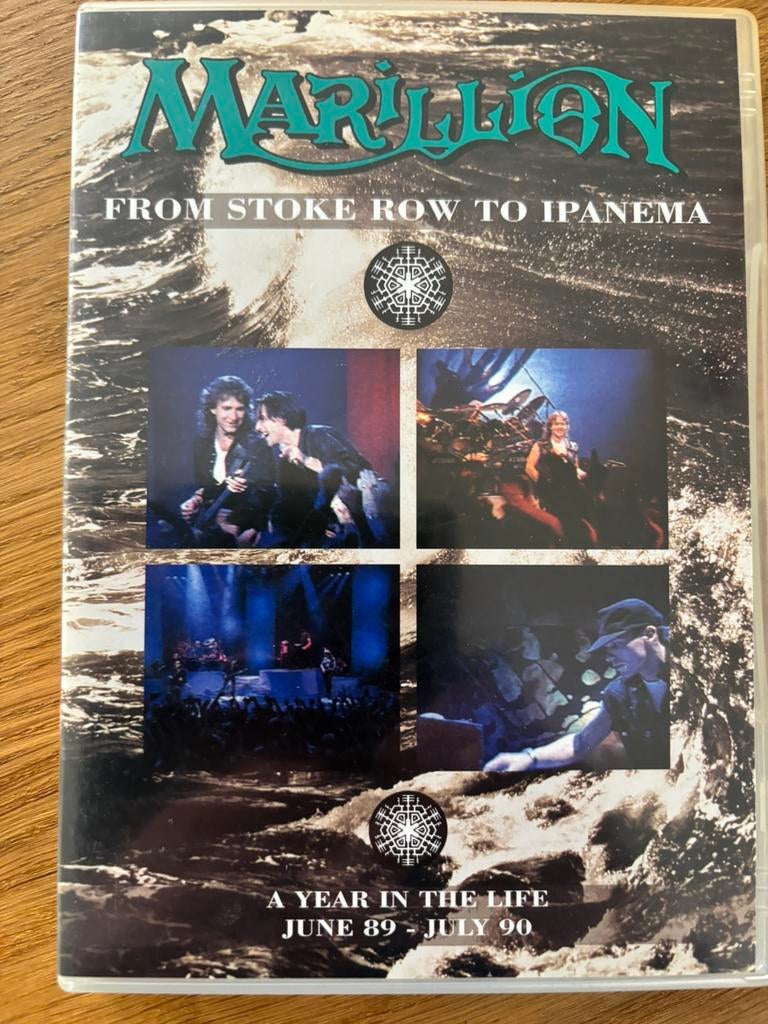 MARILLION
FROM STOKE ROW TO IPANEMA
A YEAR IN THE LIFE
JUNE 89 - JULY 90